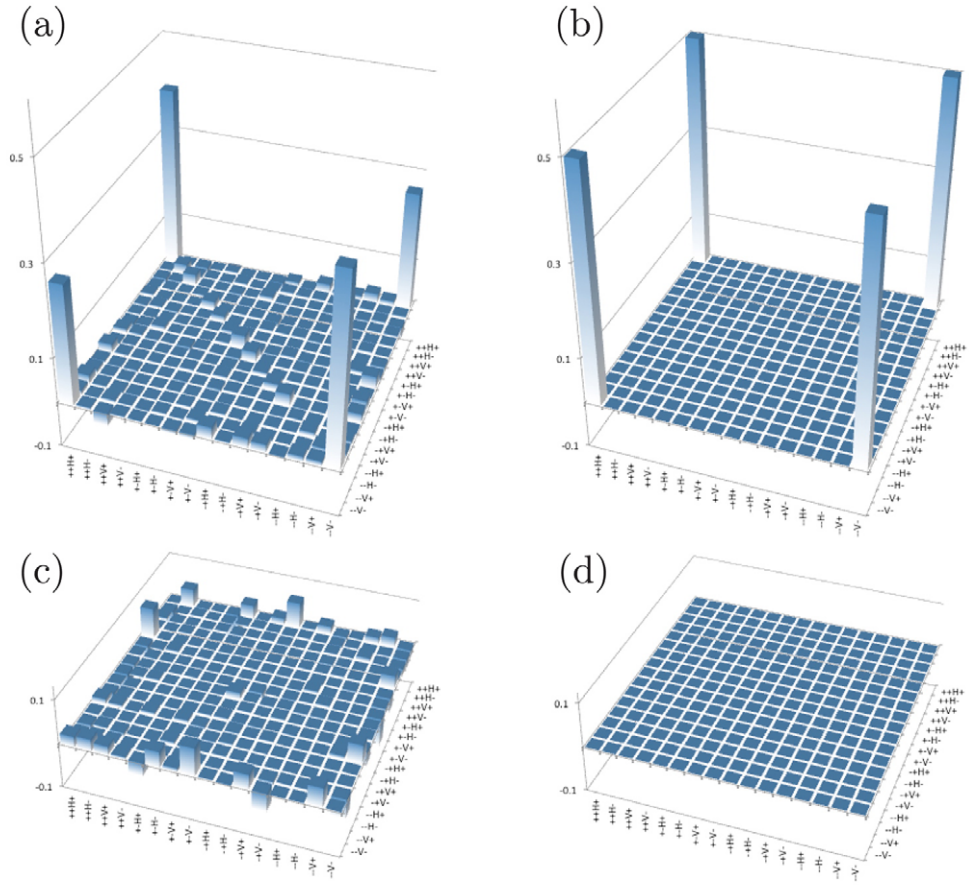 (a)
(b)
0.5
0.3
0.1
-0.1
++H+
++H-
++V+
++V-
+-H+
+-H-
+-V+
+-V-
-+H+
-+H-
-+V+
-+V-
--H+
--H-
--V+
--V-
++H+
++H-
++V+
++V-
+-H+
+-H-
+-V+
+-V-
-+H+
-+H-
-+V+
-+V-
--H+
--H-
--V+
--V-
0.5
0.3
0.1
-0.1
++H+
++H-
++V+
++V-
+-H+
+-H-
+-V+
+-V-
-+H+
-+H-
-+V+
-+V-
--H+
--H-
--V+
--V-
++H+
++H-
++V+
++V-
+-H+
+-H-
+-V+
+-V-
-+H+
-+H-
-+V+
-+V-
--H+
--H-
--V+
--V-
(c)
(d)
0.1
-0.1
++H+
++H-
++V+
++V-
+-H+
+-H-
+-V+
+-V-
-+H+
-+H-
-+V+
-+V-
--H+
--H-
--V+
--V-
++H+
++H-
++V+
++V-
+-H+
+-H-
+-V+
+-V-
-+H+
-+H-
-+V+
-+V-
--H+
--H-
--V+
--V-
0.1
-0.1
++H+
++H-
++V+
++V-
+-H+
+-H-
+-V+
+-V-
-+H+
-+H-
-+V+
-+V-
--H+
--H-
--V+
--V-
++H+
++H-
++V+
++V-
+-H+
+-H-
+-V+
+-V-
-+H+
-+H-
-+V+
-+V-
--H+
--H-
--V+
--V-